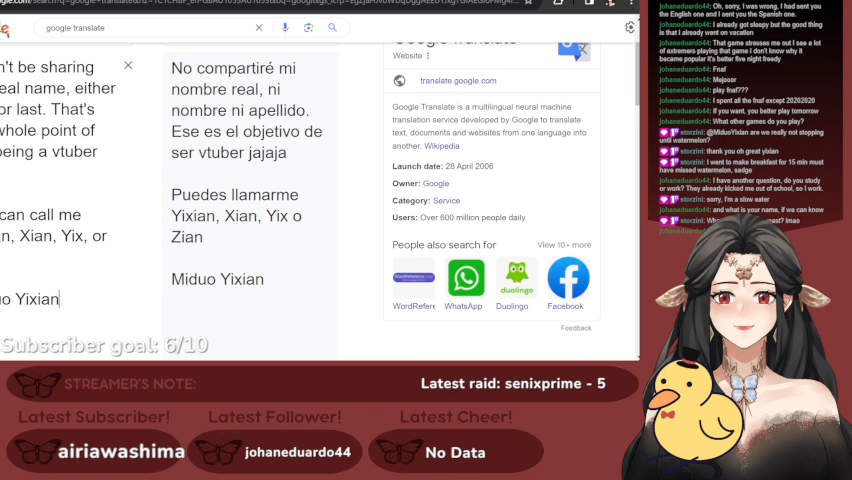 google translate
n't be sharing
eal name, either
or last. That's
whole point of
being a vtuber
can call me
n, Xian, Yix, or
uo Yixian
No compartiré mi
nombre real, ni
nombre ni apellido.
Ese es el objetivo de
ser vtuber jajaja
Puedes llamarme
Yixian, Xian, Yix o
Zian
Miduo Yixian
Website
translate.google.com
Google Translate is a multilingual neural machine
translation service developed by Google to translate
text, documents and websites from one language into
another. Wikipedia
Launch date: 28 April 2006
Owner: Google
Category: Service
Users: Over 600 million people daily
People also search for
View 10+ more
WordRefere
WhatsApp
Duolingo
Facebook
Feedback
Subscriber goal: 6/10
STREAMER'S NOTE:
Latest raid: senixprime - 5
Latest Subscriber!
Latest Follower!
Latest Cheer!
airiawashima
johaneduardo44
No Data
johaneduardo44: Oh, sorry, I was wrong, I had sent you
the English one and I sent you the Spanish one.
johaneduardo44: I already got sleepy but the good
thing is that I already went on vacation
johaneduardo44: That game stresses me out I see a lot
of extremers playing that game I don't know why it
became popular it's better five night freedy
johaneduardo44: Fnaf
johaneduardo44: Mejooor
johaneduardo44: play fnaf???
johaneduardo44: I spent all the fnaf except 20202020
johaneduardo44: If you want, you better play tomorrow
johaneduardo44: What other games do you play?
storzini: @MiduoYixian are we really not stopping
until watermelon?
storzini: thank you oh great yixian
storzini: I went to make breakfast for 15 min must
have missed watermelon, sadge
johaneduardo44: I have another question, do you study
or work? They already kicked me out of school, so I work.
storzini: sorry, I'm a slow eater
johaneduardo44: and what is your name, if we can know